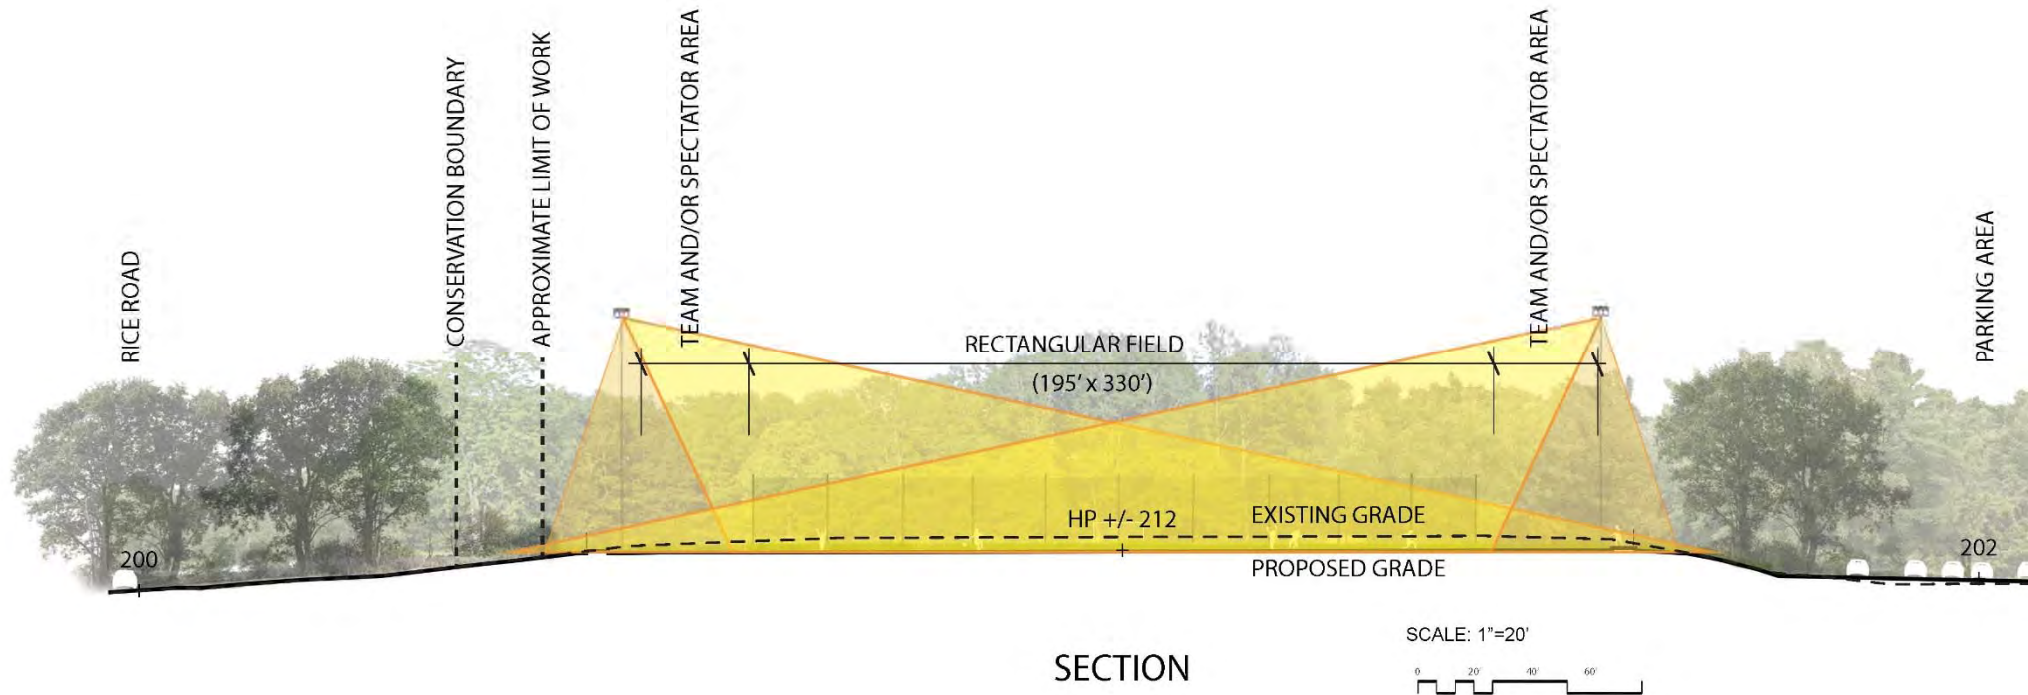 RICE ROAD
CONSERVATION BOUNDARY
APPROXIMATE LIMIT OF WORK
TEAM AND/OR SPECTATOR AREA
TEAM AND/OR SPECTATOR AREA
PARKING AREA
RECTANGULAR FIELD
(195' x 330')
HP +/- 212
EXISTING GRADE
PROPOSED GRADE
200
202
SCALE: 1"=20'
0 20' 40' 60'
SECTION